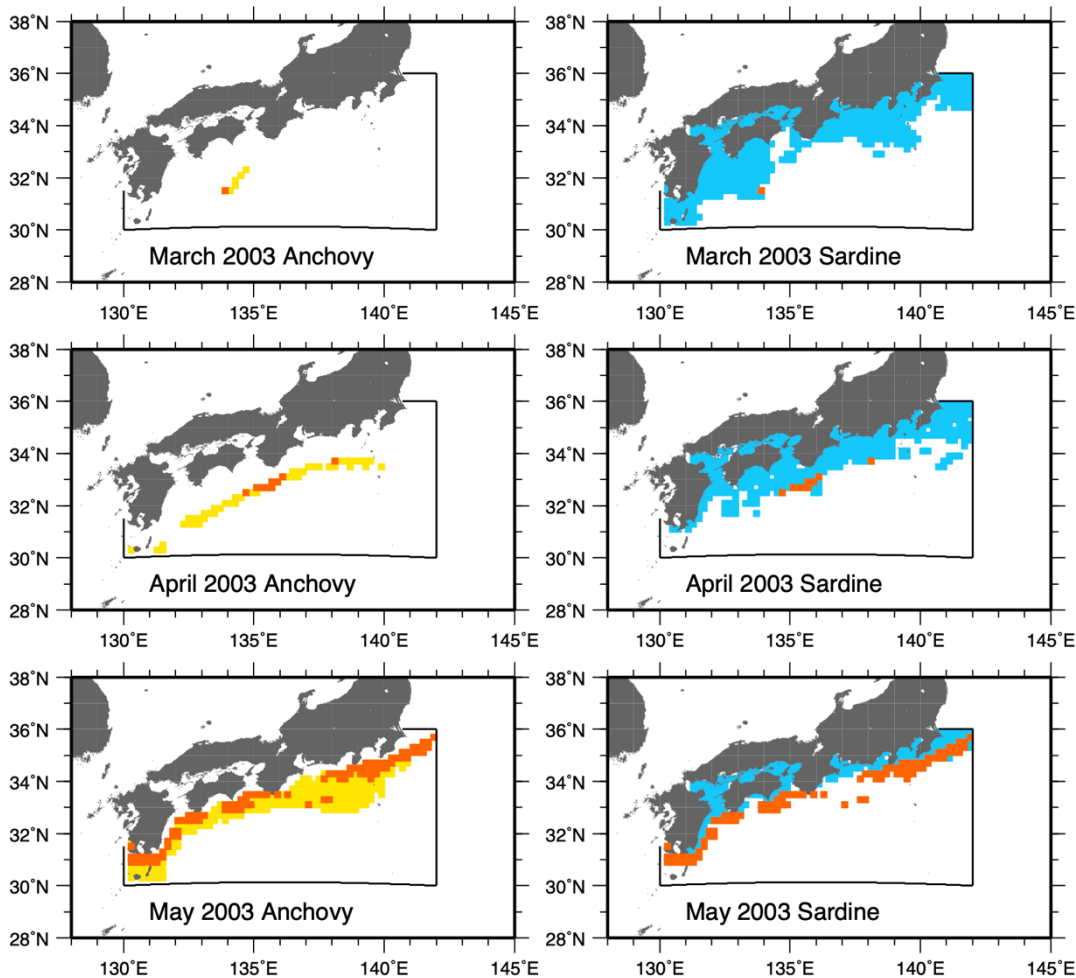 38°N 38°N
36°N 36°N
34°N 34°N
32°N 32°N
30°N 30°N
March 2003 Anchovy March 2003 Sardine
28°N 28°N
130°E 135°E 140°E 145°E 130°E 135°E 140°E 145°E
38°N 38°N
36°N 36°N
34°N 34°N
32°N 32°N
30°N 30°N
April 2003 Anchovy April 2003 Sardine
28°N 28°N
130°E 135°E 140°E 145°E 130°E 135°E 140°E 145°E
38°N 38°N
36°N 36°N
34°N 34°N
32°N 32°N
30°N 30°N
May 2003 Anchovy May 2003 Sardine
28°N 28°N
130°E 135°E 140°E 145°E 130°E 135°E 140°E 145°E